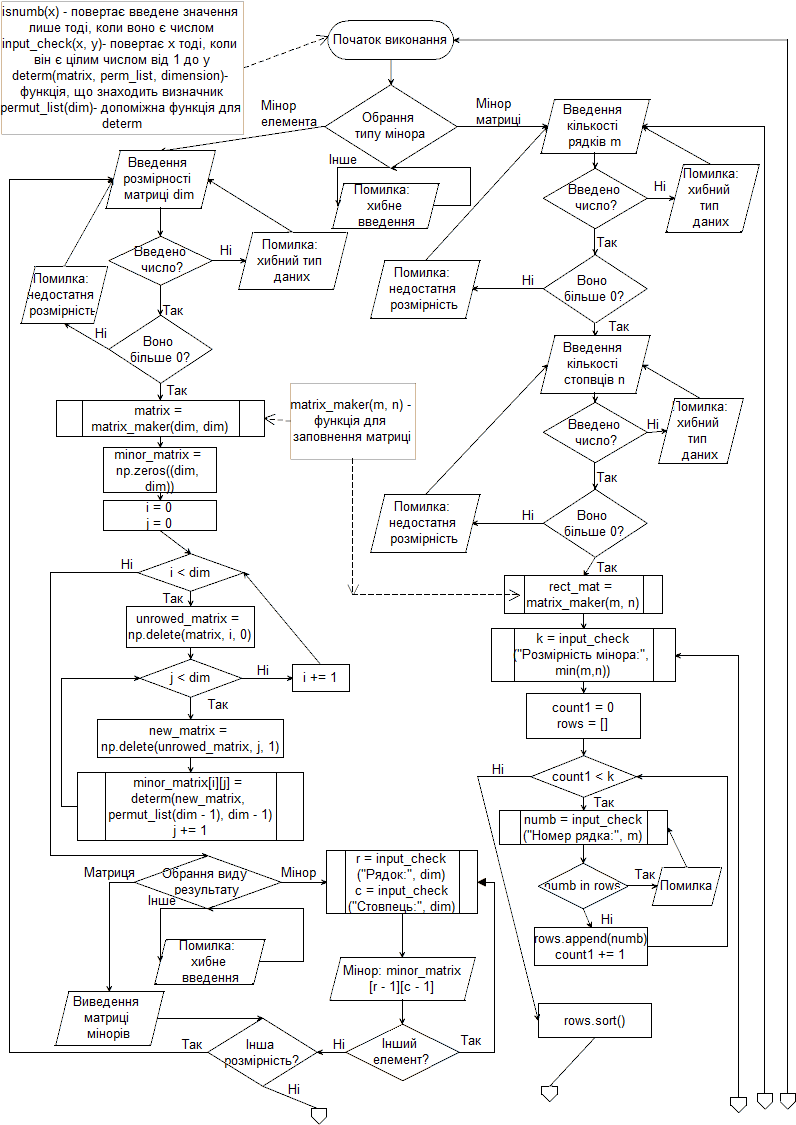 isnumb(x) - повертає введене значення
лише тоді, коли воно є числом
input_check(x, y)- повертає x тоді, коли
він є цілим числом від 1 до y
determ(matrix, perm_list, dimension)-
функція, що знаходить визначник
permut_list(dim)- допоміжна функція для
determ
Початок виконання
Обрання
типу мінора
Мінор
елемента
Мінор
матриці
Інше
Помилка:
хибне
введення
Введення
розмірності
матриці dim
Введено
число?
Ні
Помилка:
хибний тип
даних
Так
Помилка:
недостатня
розмірність
Ні
Воно
більше 0?
Так
matrix =
matrix_maker(dim, dim)
minor_matrix =
np.zeros((dim,
dim))
i = 0
j = 0
matrix_maker(m, n) -
функція для
заповнення матриці
Ні
i < dim
Так
unrowed_matrix =
np.delete(matrix, i, 0)
j < dim
Ні
i += 1
Так
new_matrix =
np.delete(unrowed_matrix, j, 1)
minor_matrix[i][j] =
determ(new_matrix,
permut_list(dim - 1), dim - 1)
j += 1
Матриця
Обрання виду
результату
Мінор
Інше
Помилка:
хибне
введення
Виведення
матриці
мінорів
r = input_check
("Рядок:", dim)
c = input_check
("Стовпець:", dim)
Мінор: minor_matrix
[r - 1][c - 1]
Інший
елемент?
Так
Ні
Інша
розмірність?
Так
Ні
Введення
кількості
рядків m
Введено
число?
Ні
Помилка:
хибний
тип
даних
Так
Воно
більше 0?
Ні
Помилка:
недостатня
розмірність
Так
Введення
кількості
стопвців n
Введено
число?
Ні
Помилка:
хибний
тип
даних
Так
Воно
більше 0?
Ні
Помилка:
недостатня
розмірність
Так
rect_mat =
matrix_maker(m, n)
k = input_check
("Розмірність мінора:",
min(m,n))
count1 = 0
rows = []
Ні
count1 < k
Так
numb = input_check
("Номер рядка:", m)
numb in rows
Так
Помилка
Ні
rows.append(numb)
count1 += 1
rows.sort()